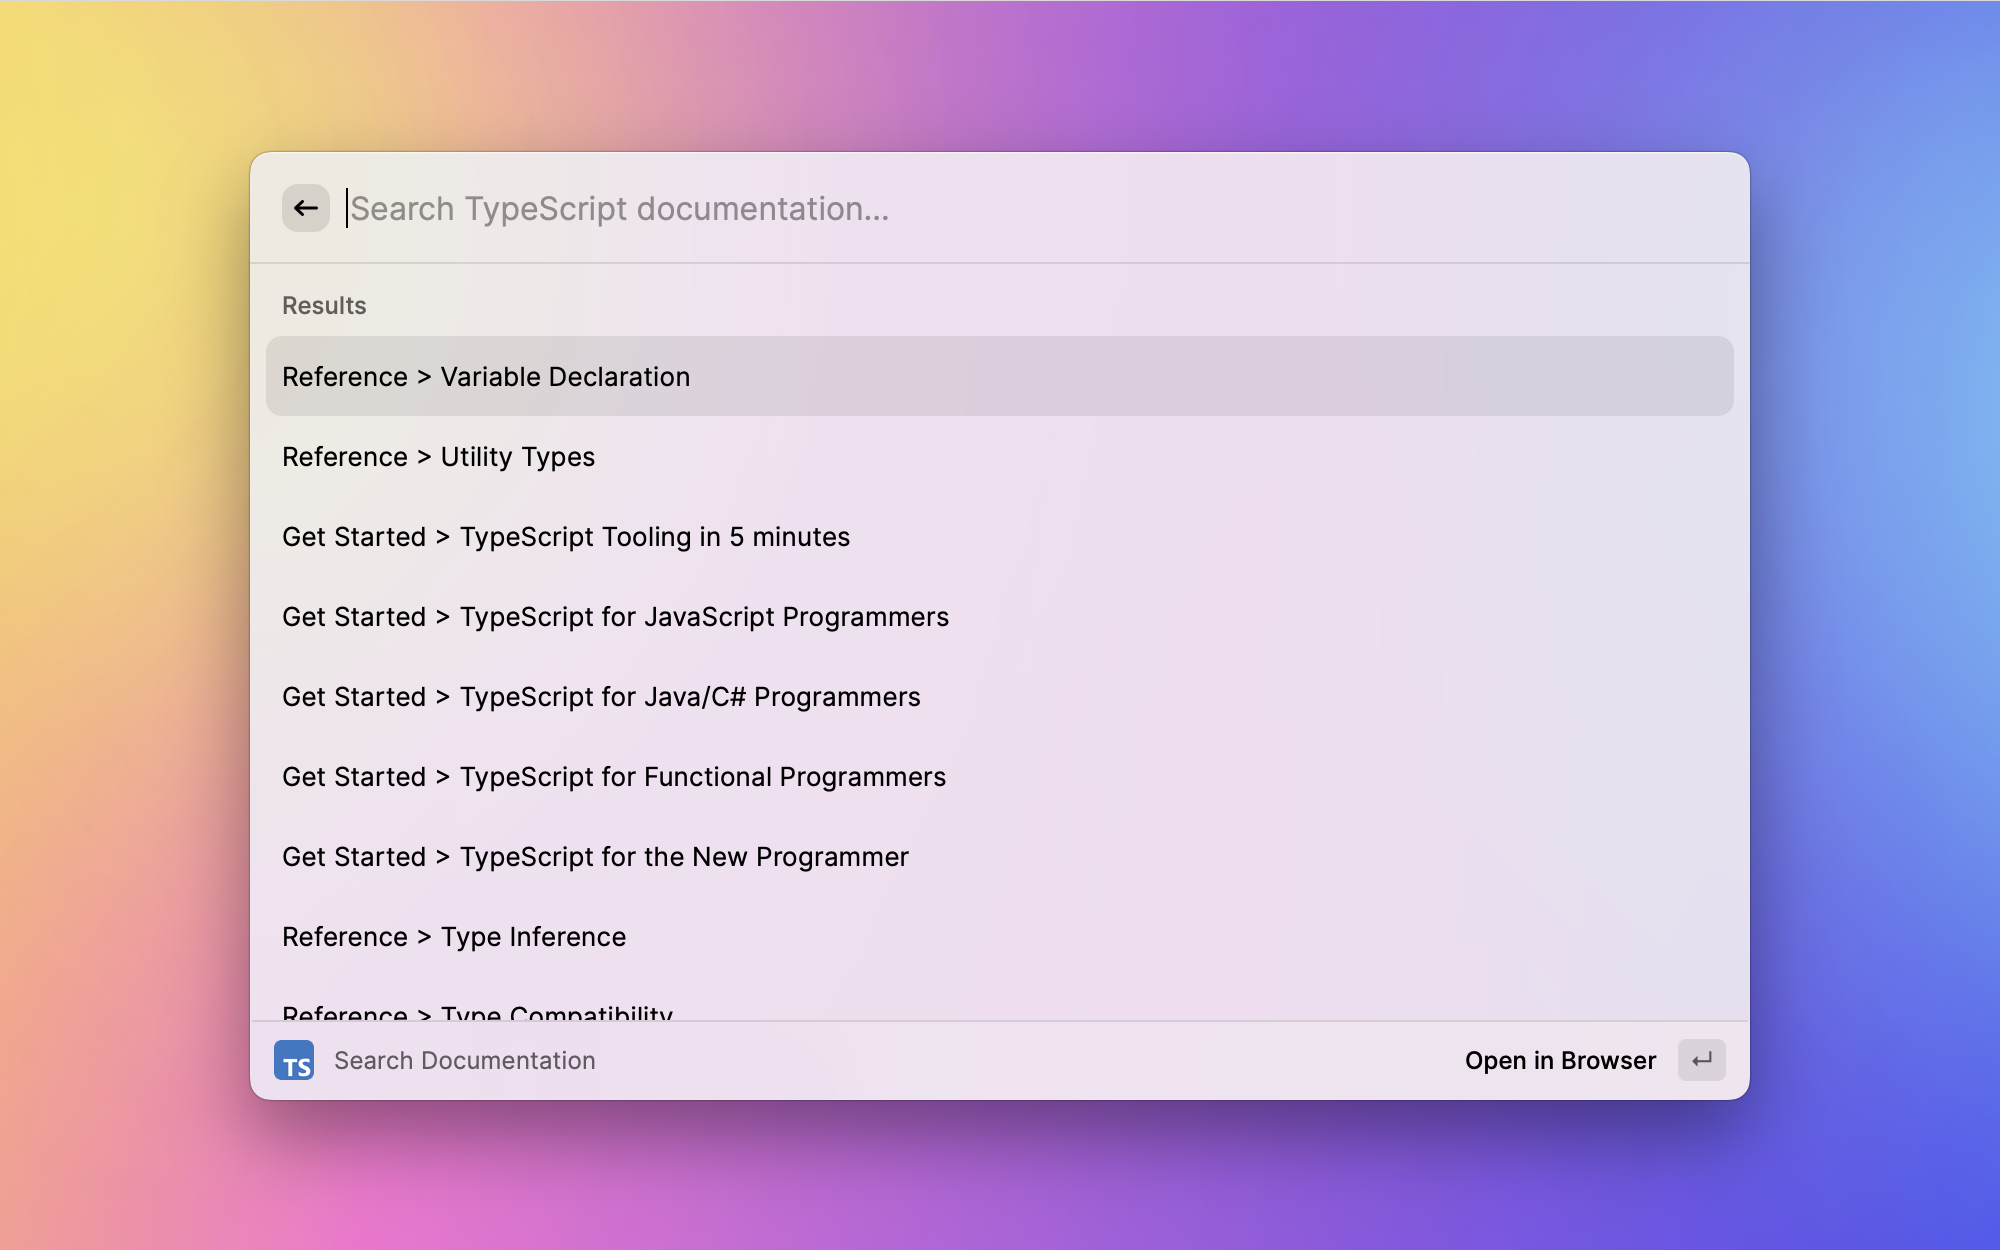 Search TypeScript documentation...
Results
Reference > Variable Declaration
Reference > Utility Types
Get Started > TypeScript Tooling in 5 minutes
Get Started > TypeScript for JavaScript Programmers
Get Started > TypeScript for Java/C# Programmers
Get Started > TypeScript for Functional Programmers
Get Started > TypeScript for the New Programmer
Reference > Type Inference
Reference > Type Compatibility
TS Search Documentation Open in Browser